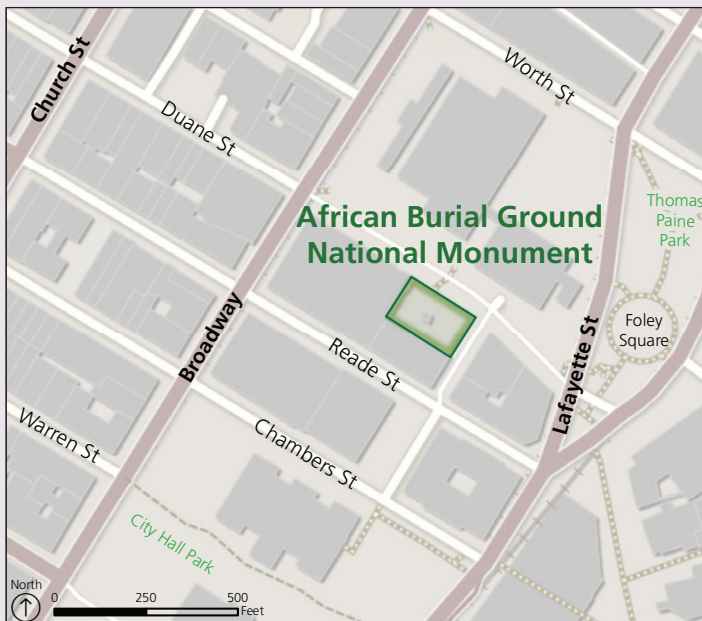 Church St
Worth St
Duane St
Thomas
Paine
Park
African Burial Ground
National Monument
Foley
Square
Broadway
Reade St
Lafayette St
Chambers St
Warren St
City Hall Park
North
0 250 500
Feet